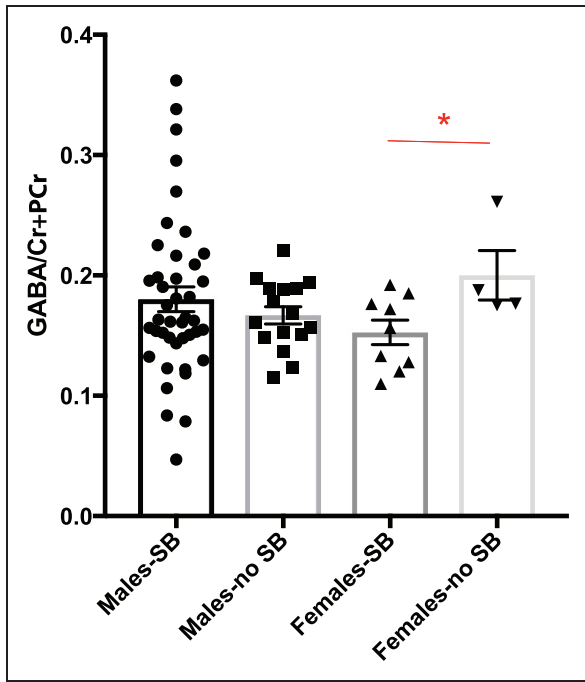 GABA/Cr+PCr
0.4
0.3
0.2
0.1
0.0
*
Males-SB
Males-no SB
Females-SB
Females-no SB